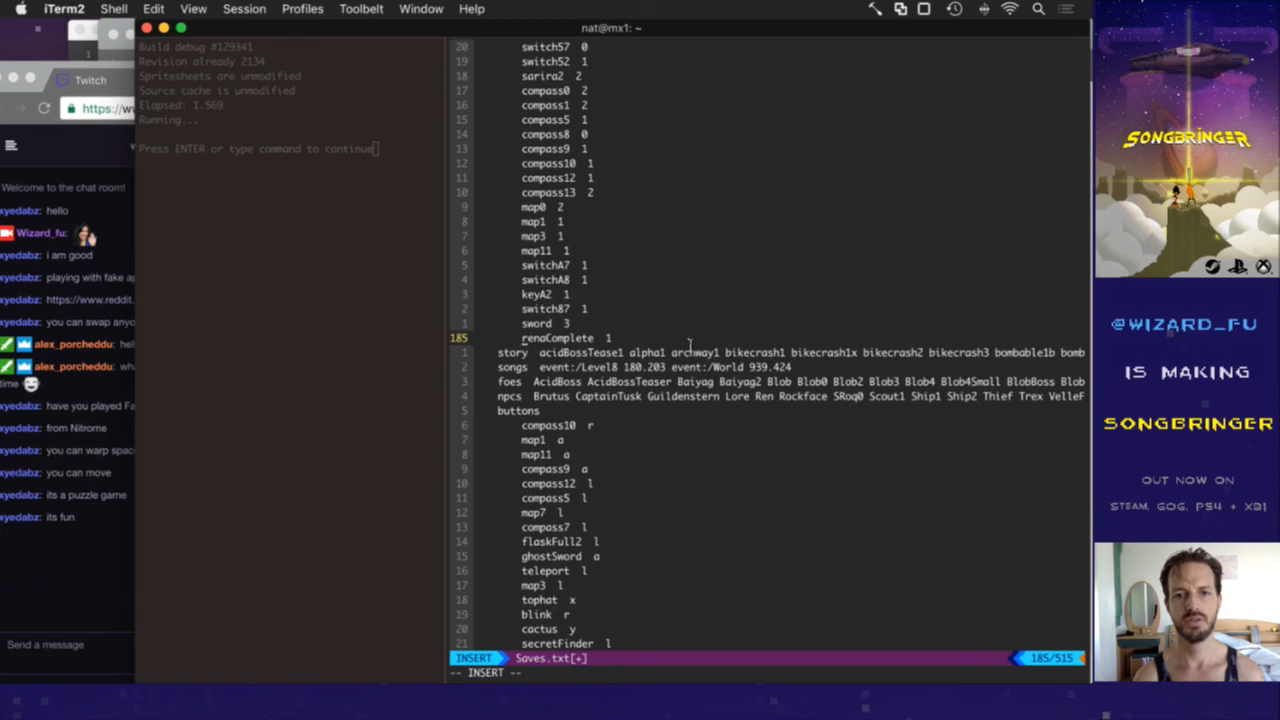 iTerm2 Shell Edit View Session Profiles Toolbelt Window Help
nat@mx1: ~
Build debug #129341
Revision already 2134
Spritesheets are unmodified
Source cache is unmodified
Elapsed: 1.569
Running...
Press ENTER or type command to continue
1
Twitch
https://ww
Welcome to the chat room!
xyedabz: hello
Wizard_fu:
xyedabz: i am good
xyedabz: playing with fake ap
xyedabz: https://www.reddit.
xyedabz: you can swap anyo
alex_porcheddu: hello
alex_porcheddu: wha
time
xyedabz: have you played Fa
xyedabz: from Nitrome
xyedabz: you can warp spac
xyedabz: you can move
xyedabz: its a puzzle game
xyedabz: its fun
Send a message
20 switch57 0
19 switch52 1
18 sarira2 2
17 compass0 2
16 compass1 2
15 compass5 1
14 compass8 0
13 compass9 1
12 compass10 1
11 compass12 1
10 compass13 2
9 map0 2
8 map1 1
7 map3 1
6 map11 1
5 switchA7 1
4 switchA8 1
3 keyA2 1
2 switch87 1
1 sword 3
185 renaComplete 1
1 story acidBossTease1 alpha1 archway1 bikecrash1 bikecrash1x bikecrash2 bikecrash3 bombable1b bomb
2 songs event:/Level8 180.203 event:/World 939.424
3 foes AcidBoss AcidBossTeaser Baiyag Baiyag2 Blob Blob0 Blob2 Blob3 Blob4 Blob4Small BlobBoss Blob
4 npcs Brutus CaptainTusk Guildenstern Lore Ren Rockface SRoq0 Scout1 Ship1 Ship2 Thief Trex VelleF
5 buttons
6 compass10 r
7 map1 a
8 map11 a
9 compass9 a
10 compass12 l
11 compass5 l
12 map7 l
13 compass7 l
14 flaskFull2 l
15 ghostSword a
16 teleport l
17 map3 l
18 tophat x
19 blink r
20 cactus y
21 secretFinder l
INSERT Saves.txt[+] 185/515
-- INSERT --
SONGBRINGER
@WIZARD_FU
IS MAKING
SONGBRINGER
OUT NOW ON
STEAM, GOG, PS4 + XB1